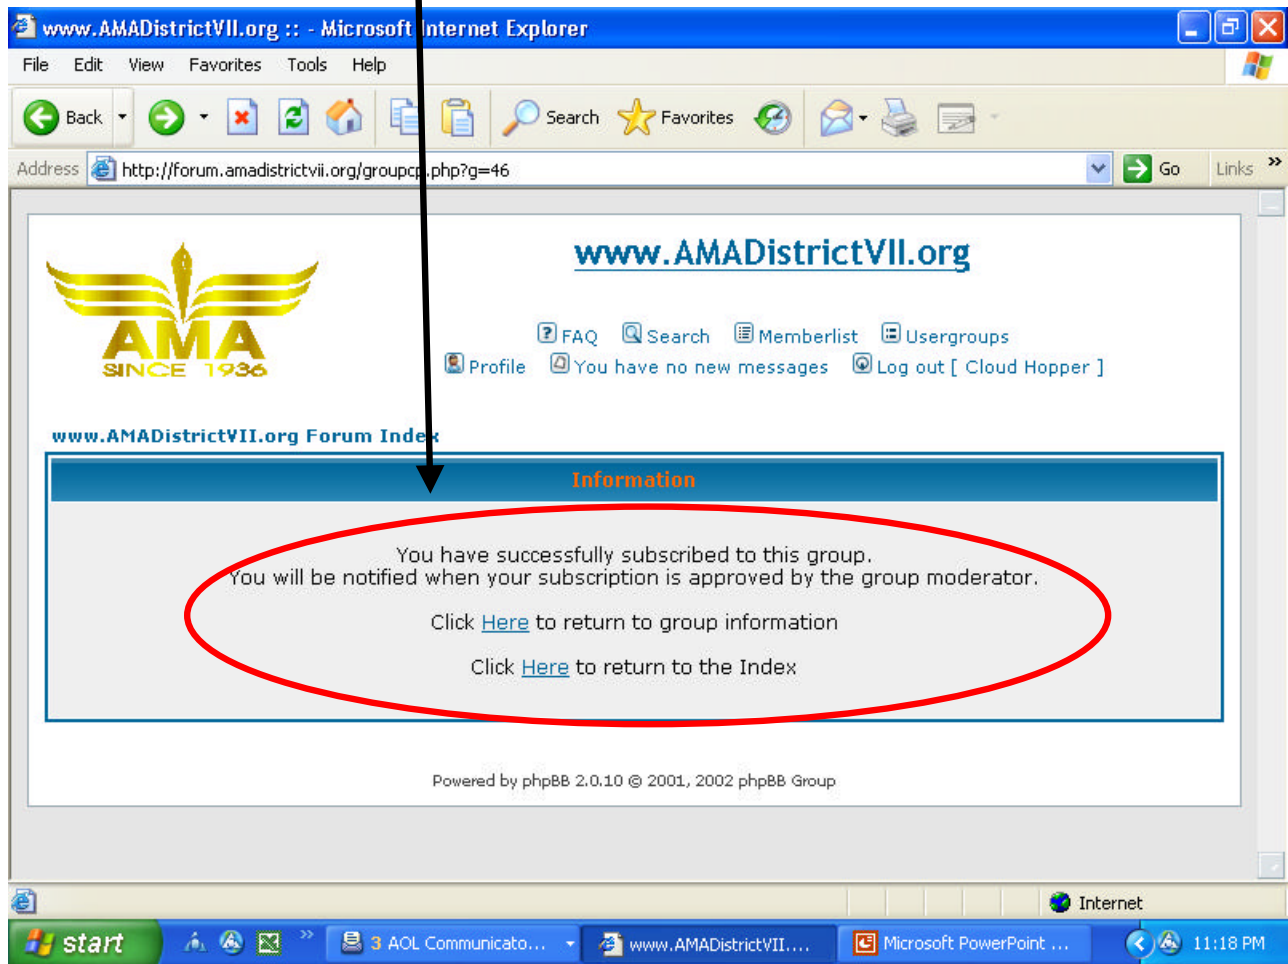 www.AMADistrictVII.org :: - Microsoft Internet Explorer
File Edit View Favorites Tools Help
Back Search Favorites
Address http://forum.amadistrictvii.org/groupcp.php?g=46 Go Links »
www.AMADistrictVII.org
AMA
SINCE 1936
FAQ Search Memberlist Usergroups
Profile You have no new messages Log out [ Cloud Hopper ]
www.AMADistrictVII.org Forum Index
Information
You have successfully subscribed to this group.
You will be notified when your subscription is approved by the group moderator.
Click Here to return to group information
Click Here to return to the Index
Powered by phpBB 2.0.10 © 2001, 2002 phpBB Group
Internet
start » 3 AOL Communicato... www.AMADistrictVII.... Microsoft PowerPoint ... 11:18 PM